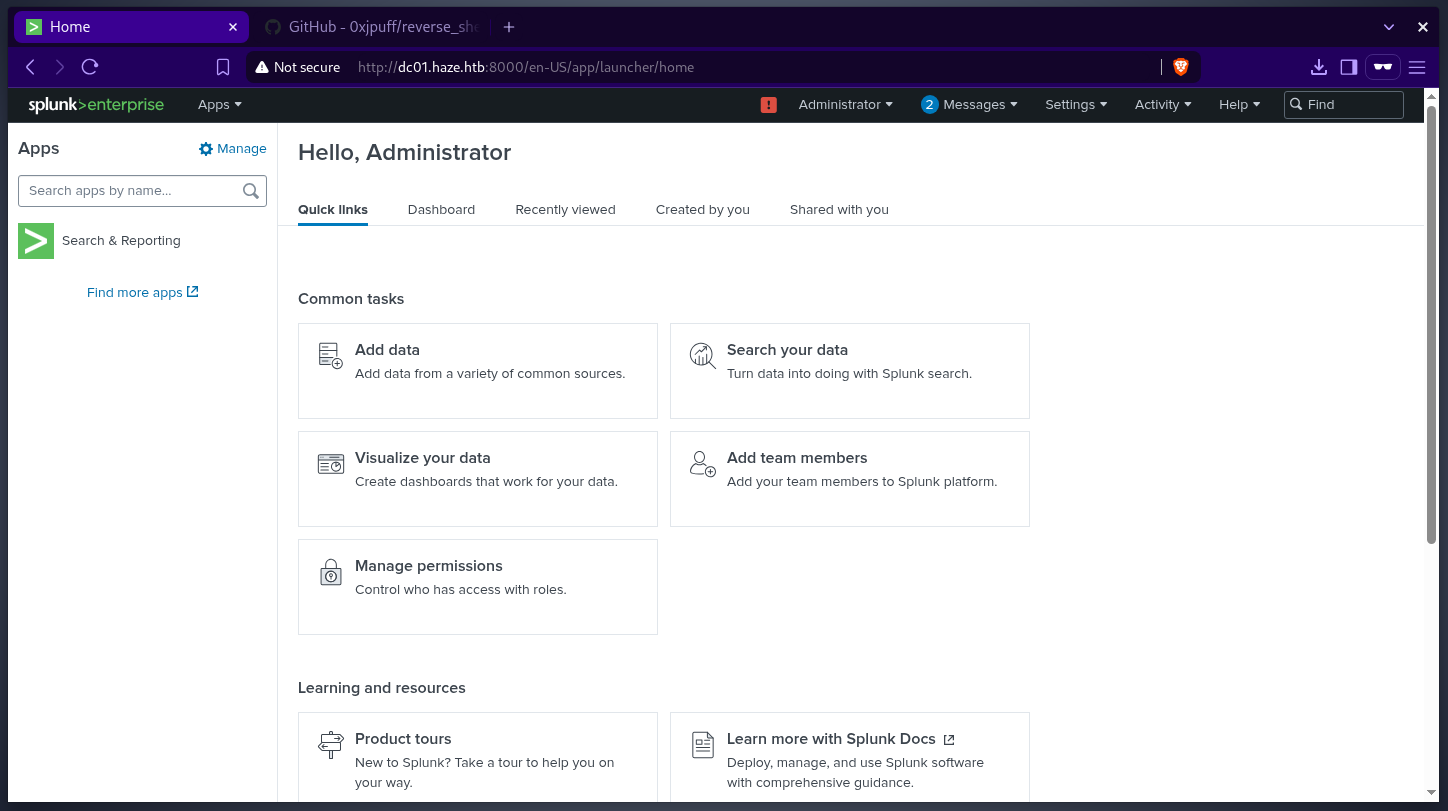 Home
GitHub - 0xjpuff/reverse_she
Not secure http://dc01.haze.htb:8000/en-US/app/launcher/home
splunk>enterprise Apps Administrator 2 Messages Settings Activity Help Find
Apps Manage
Search apps by name...
Search & Reporting
Find more apps
Hello, Administrator
Quick links Dashboard Recently viewed Created by you Shared with you
Common tasks
Add data
Add data from a variety of common sources.
Search your data
Turn data into doing with Splunk search.
Visualize your data
Create dashboards that work for your data.
Add team members
Add your team members to Splunk platform.
Manage permissions
Control who has access with roles.
Learning and resources
Product tours
New to Splunk? Take a tour to help you on
your way.
Learn more with Splunk Docs
Deploy, manage, and use Splunk software
with comprehensive guidance.